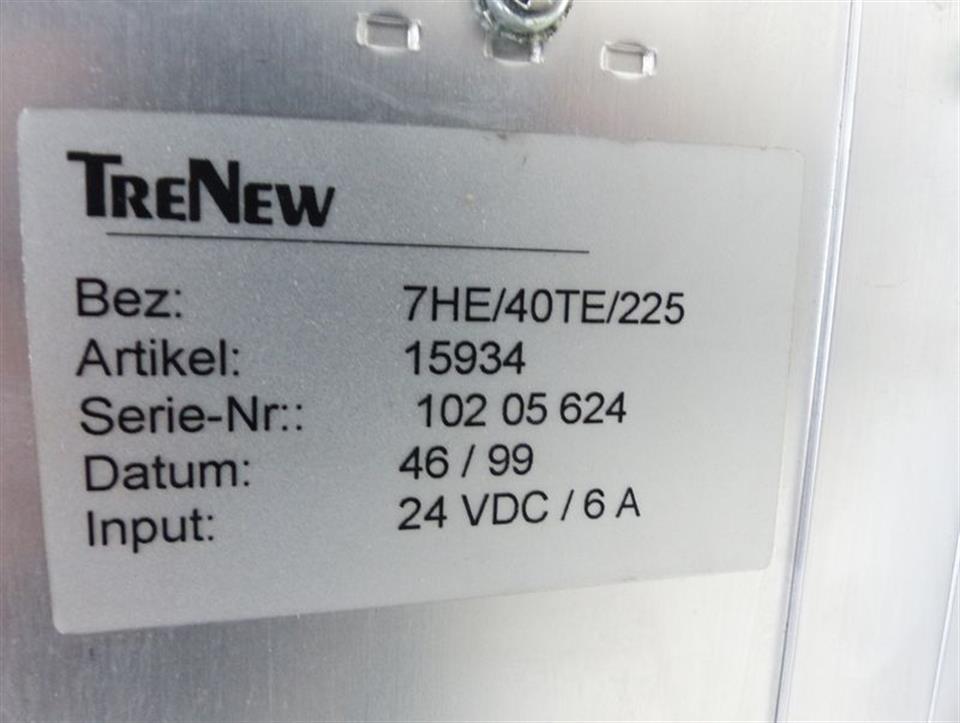 TRENEW
Bez: 7HE/40TE/225
Artikel: 15934
Serie-Nr:: 102 05 624
Datum: 46 / 99
Input: 24 VDC / 6 A